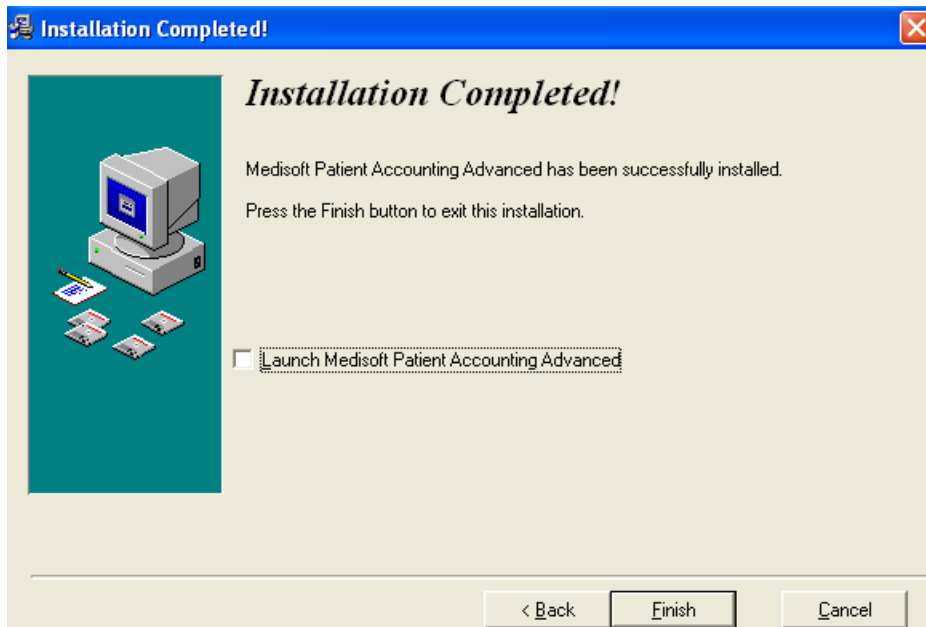 Installation Completed!
Installation Completed!
Medisoft Patient Accounting Advanced has been successfully installed.
Press the Finish button to exit this installation.
Launch Medisoft Patient Accounting Advanced
< Back Finish Cancel